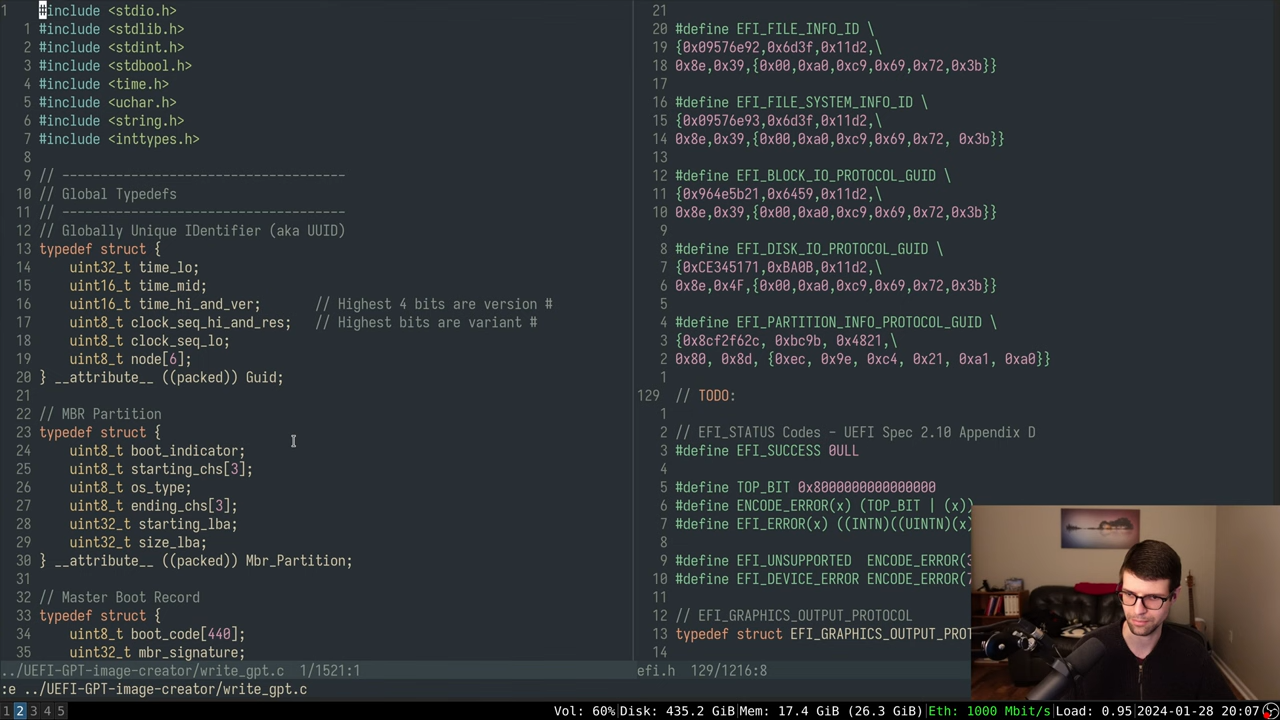 1 #include <stdio.h>
1 #include <stdlib.h>
2 #include <stdint.h>
3 #include <stdbool.h>
4 #include <time.h>
5 #include <uchar.h>
6 #include <string.h>
7 #include <inttypes.h>
8
9 // -------------------------------------
10 // Global Typedefs
11 // -------------------------------------
12 // Globally Unique IDentifier (aka UUID)
13 typedef struct {
14 uint32_t time_lo;
15 uint16_t time_mid;
16 uint16_t time_hi_and_ver; // Highest 4 bits are version #
17 uint8_t clock_seq_hi_and_res; // Highest bits are variant #
18 uint8_t clock_seq_lo;
19 uint8_t node[6];
20 } __attribute__ ((packed)) Guid;
21
22 // MBR Partition
23 typedef struct {
24 uint8_t boot_indicator;
25 uint8_t starting_chs[3];
26 uint8_t os_type;
27 uint8_t ending_chs[3];
28 uint32_t starting_lba;
29 uint32_t size_lba;
30 } __attribute__ ((packed)) Mbr_Partition;
31
32 // Master Boot Record
33 typedef struct {
34 uint8_t boot_code[440];
35 uint32_t mbr_signature;
../UEFI-GPT-image-creator/write_gpt.c 1/1521:1
21
20 #define EFI_FILE_INFO_ID \
19 {0x09576e92,0x6d3f,0x11d2,\
18 0x8e,0x39,{0x00,0xa0,0xc9,0x69,0x72,0x3b}}
17
16 #define EFI_FILE_SYSTEM_INFO_ID \
15 {0x09576e93,0x6d3f,0x11d2,\
14 0x8e,0x39,{0x00,0xa0,0xc9,0x69,0x72, 0x3b}}
13
12 #define EFI_BLOCK_IO_PROTOCOL_GUID \
11 {0x964e5b21,0x6459,0x11d2,\
10 0x8e,0x39,{0x00,0xa0,0xc9,0x69,0x72,0x3b}}
9
8 #define EFI_DISK_IO_PROTOCOL_GUID \
7 {0xCE345171,0xBA0B,0x11d2,\
6 0x8e,0x4F,{0x00,0xa0,0xc9,0x69,0x72,0x3b}}
5
4 #define EFI_PARTITION_INFO_PROTOCOL_GUID \
3 {0x8cf2f62c, 0xbc9b, 0x4821,\
2 0x80, 0x8d, {0xec, 0x9e, 0xc4, 0x21, 0xa1, 0xa0}}
1
129 // TODO:
1
2 // EFI_STATUS Codes - UEFI Spec 2.10 Appendix D
3 #define EFI_SUCCESS 0ULL
4
5 #define TOP_BIT 0x8000000000000000
6 #define ENCODE_ERROR(x) (TOP_BIT | (x))
7 #define EFI_ERROR(x) ((INTN)((UINTN)(x)
8
9 #define EFI_UNSUPPORTED ENCODE_ERROR(3
10 #define EFI_DEVICE_ERROR ENCODE_ERROR(7
11
12 // EFI_GRAPHICS_OUTPUT_PROTOCOL
13 typedef struct EFI_GRAPHICS_OUTPUT_PROT
14
efi.h 129/1216:8
:e ../UEFI-GPT-image-creator/write_gpt.c
1 2 3 4 5 Vol: 60%|Disk: 435.2 GiB|Mem: 17.4 GiB (26.3 GiB)|Eth: 1000 Mbit/s|Load: 0.95|2024-01-28 20:07